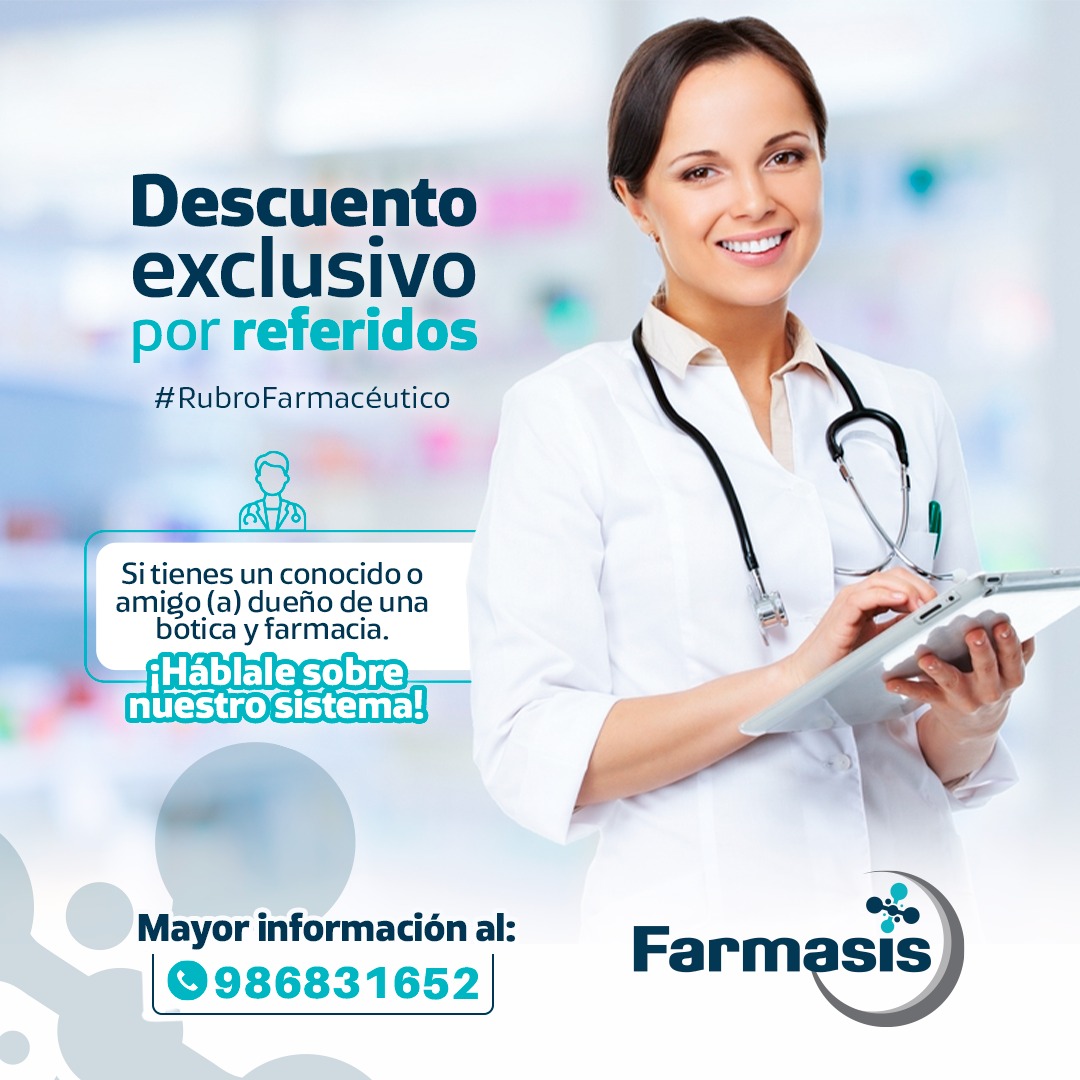 Descuento
exclusivo
por referidos
#RubroFarmacéutico
Si tienes un conocido o
amigo (a) dueño de una
botica y farmacia.
¡Háblale sobre
nuestro sistema!
Mayor información al:
986831652
Farmasis